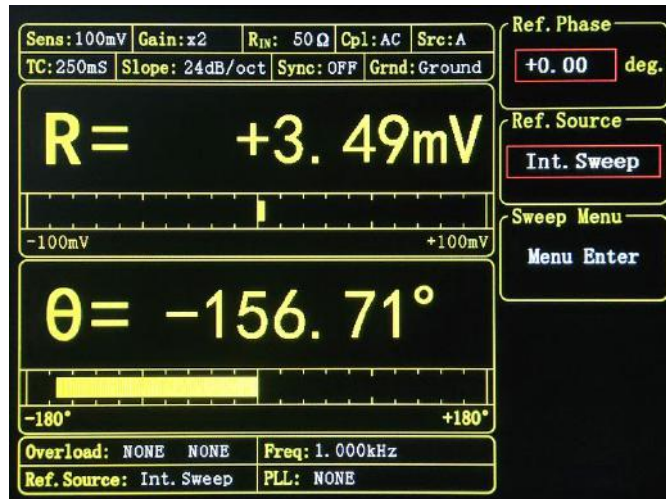 Sens:100mV Gain:x2 RIN: 50Ω Cpl:AC Src:A
TC:250mS Slope: 24dB/oct Sync: OFF Grnd:Ground
R= +3.49mV
-100mV +100mV
θ= -156.71°
-180° +180°
Overload: NONE NONE Freq:1.000kHz
Ref.Source: Int.Sweep PLL: NONE
Ref.Phase
+0.00 deg.
Ref.Source
Int.Sweep
Sweep Menu
Menu Enter